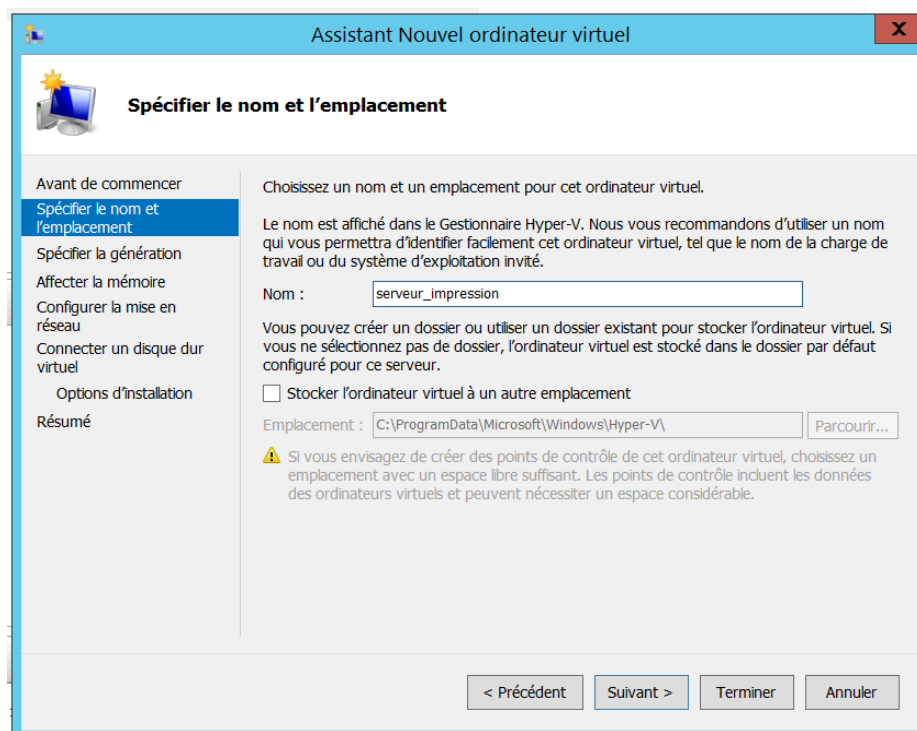 Assistant Nouvel ordinateur virtuel
X
Spécifier le nom et l'emplacement
Avant de commencer
Spécifier le nom et
l'emplacement
Spécifier la génération
Affecter la mémoire
Configurer la mise en
réseau
Connecter un disque dur
virtuel
Options d'installation
Résumé
Choisissez un nom et un emplacement pour cet ordinateur virtuel.
Le nom est affiché dans le Gestionnaire Hyper-V. Nous vous recommandons d'utiliser un nom
qui vous permettra d'identifier facilement cet ordinateur virtuel, tel que le nom de la charge de
travail ou du système d'exploitation invité.
Nom : serveur_impression
Vous pouvez créer un dossier ou utiliser un dossier existant pour stocker l'ordinateur virtuel. Si
vous ne sélectionnez pas de dossier, l'ordinateur virtuel est stocké dans le dossier par défaut
configuré pour ce serveur.
Stocker l'ordinateur virtuel à un autre emplacement
Emplacement : C:\ProgramData\Microsoft\Windows\Hyper-V\ Parcourir...
Si vous envisagez de créer des points de contrôle de cet ordinateur virtuel, choisissez un
emplacement avec un espace libre suffisant. Les points de contrôle incluent les données
des ordinateurs virtuels et peuvent nécessiter un espace considérable.
< Précédent Suivant > Terminer Annuler